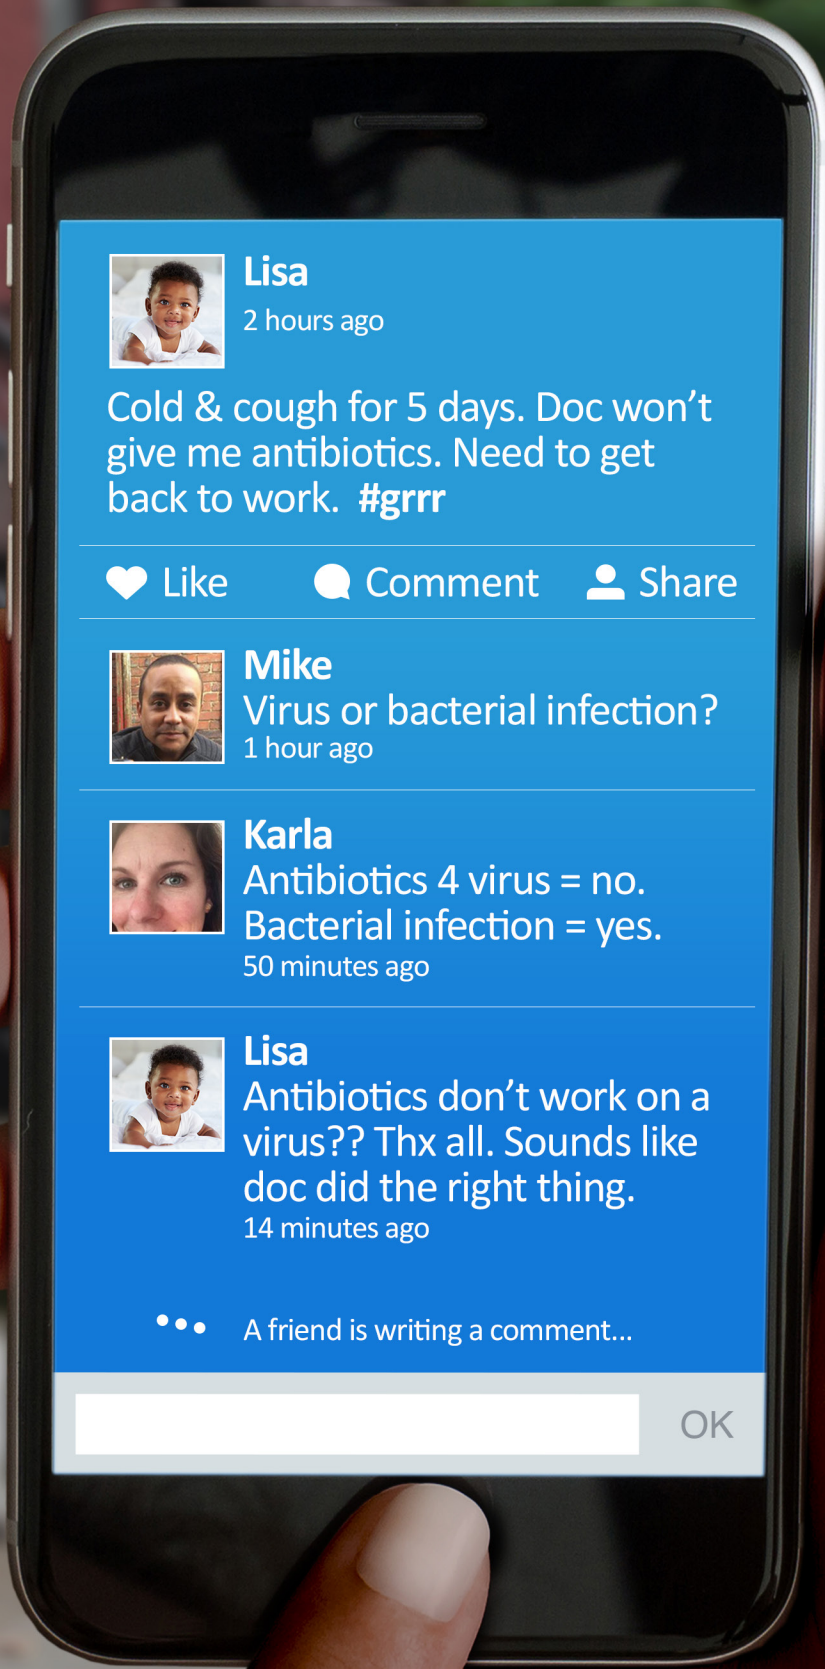 Lisa
2 hours ago
Cold & cough for 5 days. Doc won't
give me antibiotics. Need to get
back to work. #grrr
Like Comment Share
Mike
Virus or bacterial infection?
1 hour ago
Karla
Antibiotics 4 virus = no.
Bacterial infection = yes.
50 minutes ago
Lisa
Antibiotics don't work on a
virus?? Thx all. Sounds like
doc did the right thing.
14 minutes ago
A friend is writing a comment...
OK